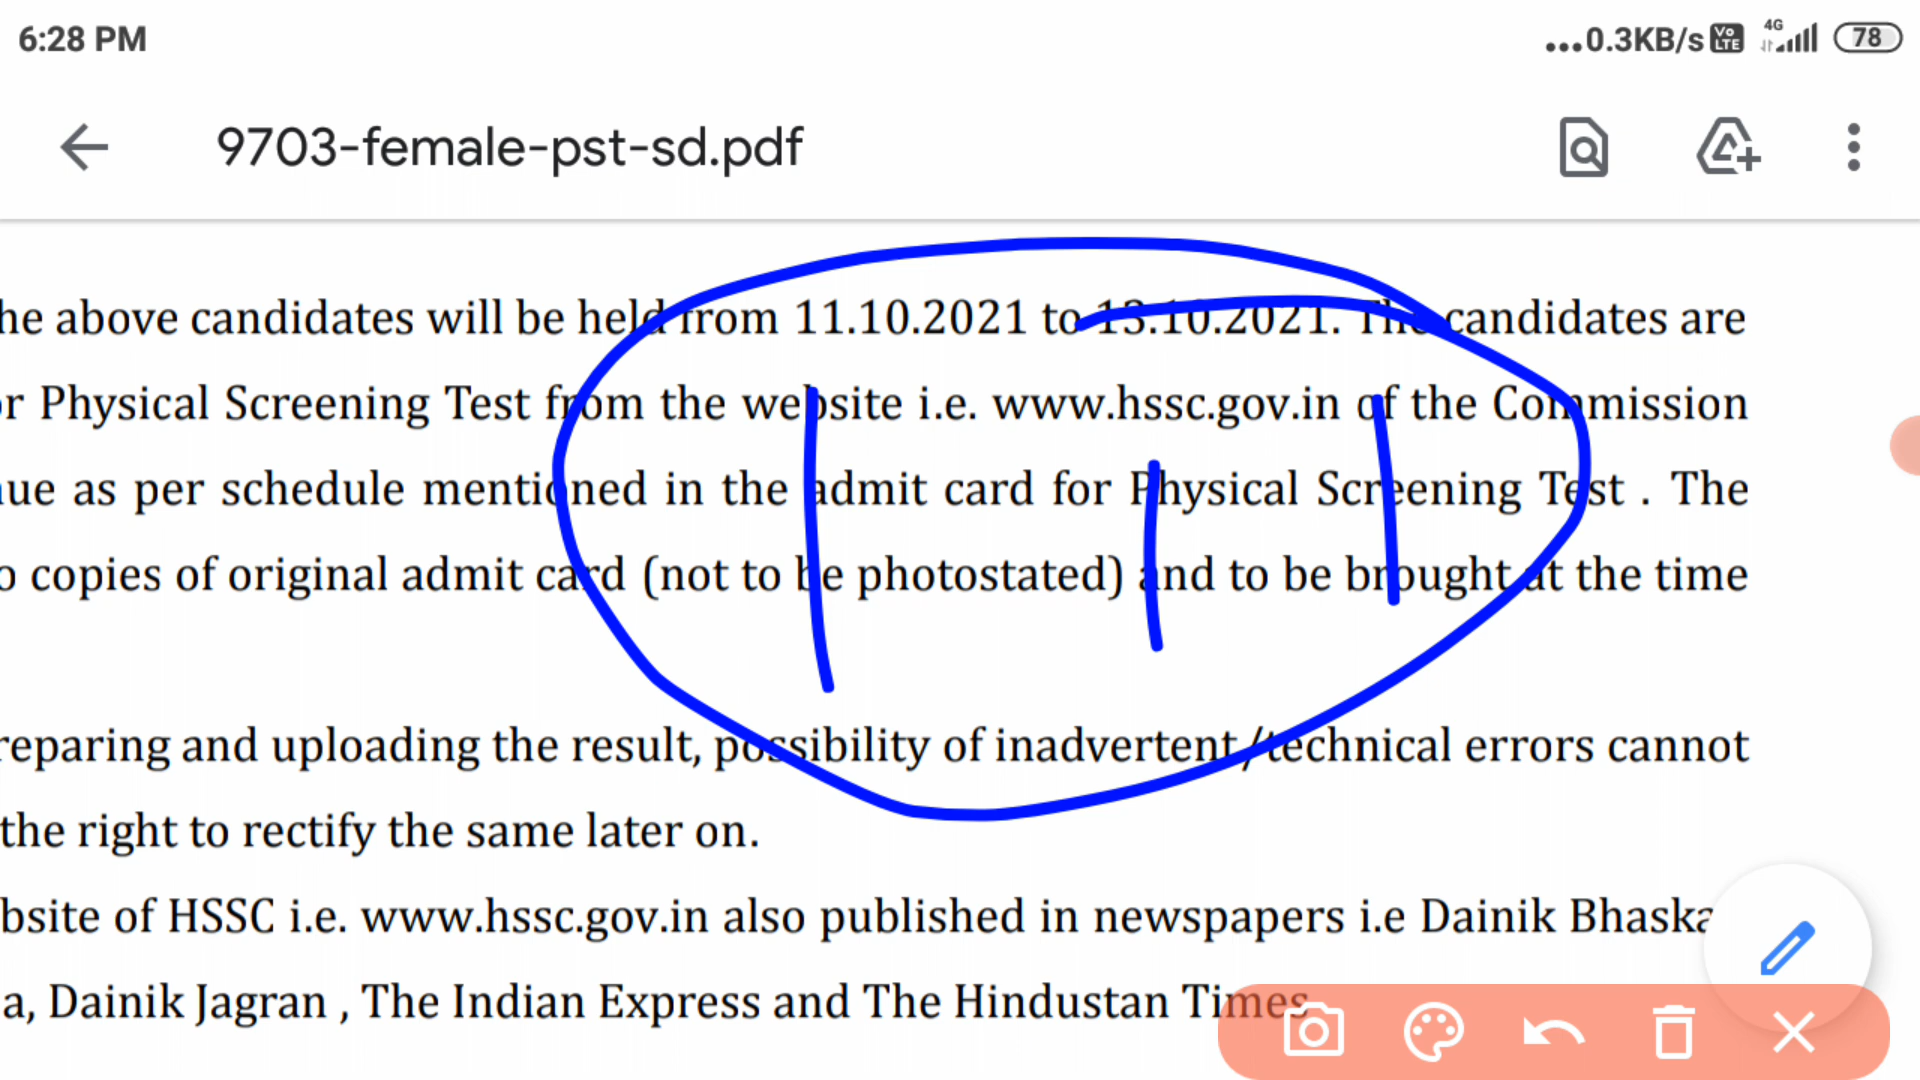 6:28 PM
...0.3KB/s Vo LTE 4G 78
9703-female-pst-sd.pdf
he above candidates will be held from 11.10.2021 to 13.10.2021. The candidates are
r Physical Screening Test from the website i.e. www.hssc.gov.in of the Commission
ue as per schedule mentioned in the admit card for Physical Screening Test . The
o copies of original admit card (not to be photostated) and to be brought at the time
reparing and uploading the result, possibility of inadvertent /technical errors cannot
the right to rectify the same later on.
bsite of HSSC i.e. www.hssc.gov.in also published in newspapers i.e Dainik Bhaska
a, Dainik Jagran , The Indian Express and The Hindustan Times